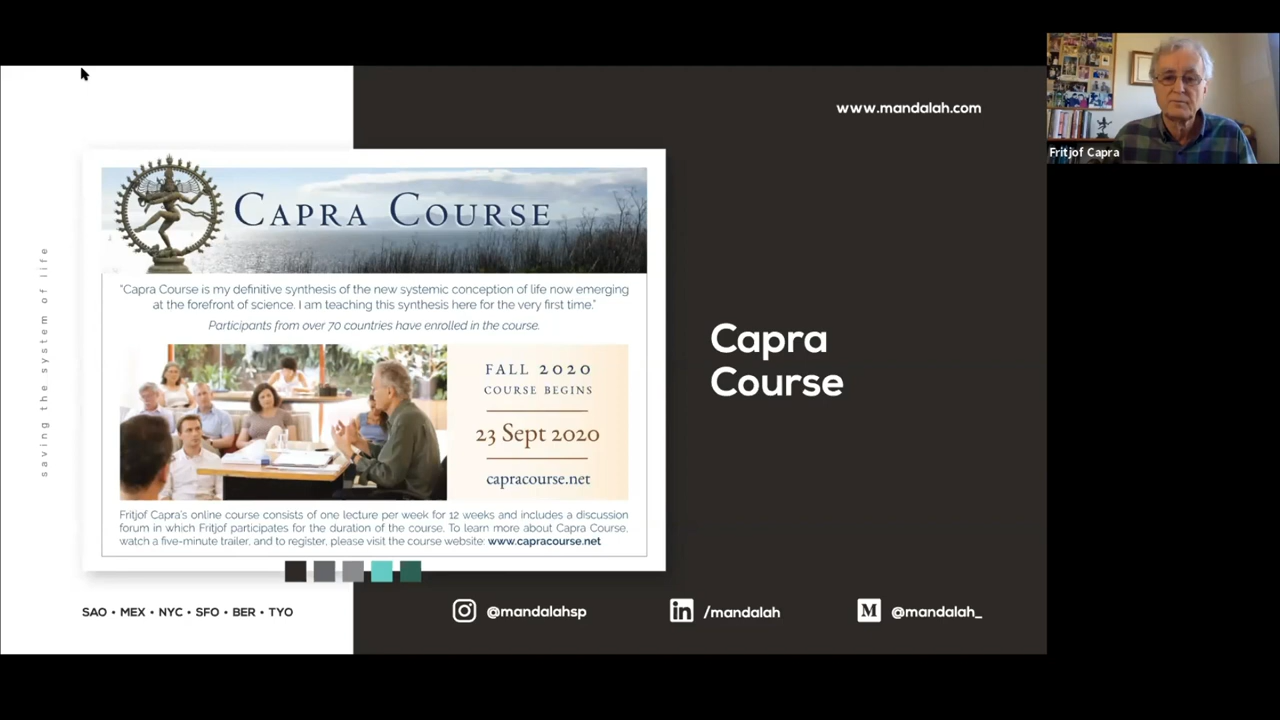 www.mandalah.com
Fritjof Capra
saving the system of life
CAPRA COURSE
“Capra Course is my definitive synthesis of the new systemic conception of life now emerging
at the forefront of science. I am teaching this synthesis here for the very first time.”
Participants from over 70 countries have enrolled in the course.
FALL 2020
COURSE BEGINS
23 Sept 2020
capracourse.net
Fritjof Capra's online course consists of one lecture per week for 12 weeks and includes a discussion
forum in which Fritjof participates for the duration of the course. To learn more about Capra Course,
watch a five-minute trailer, and to register, please visit the course website: www.capracourse.net
Capra
Course
SAO • MEX • NYC • SFO • BER • TYO
@mandalahsp
/mandalah
M
@mandalah_